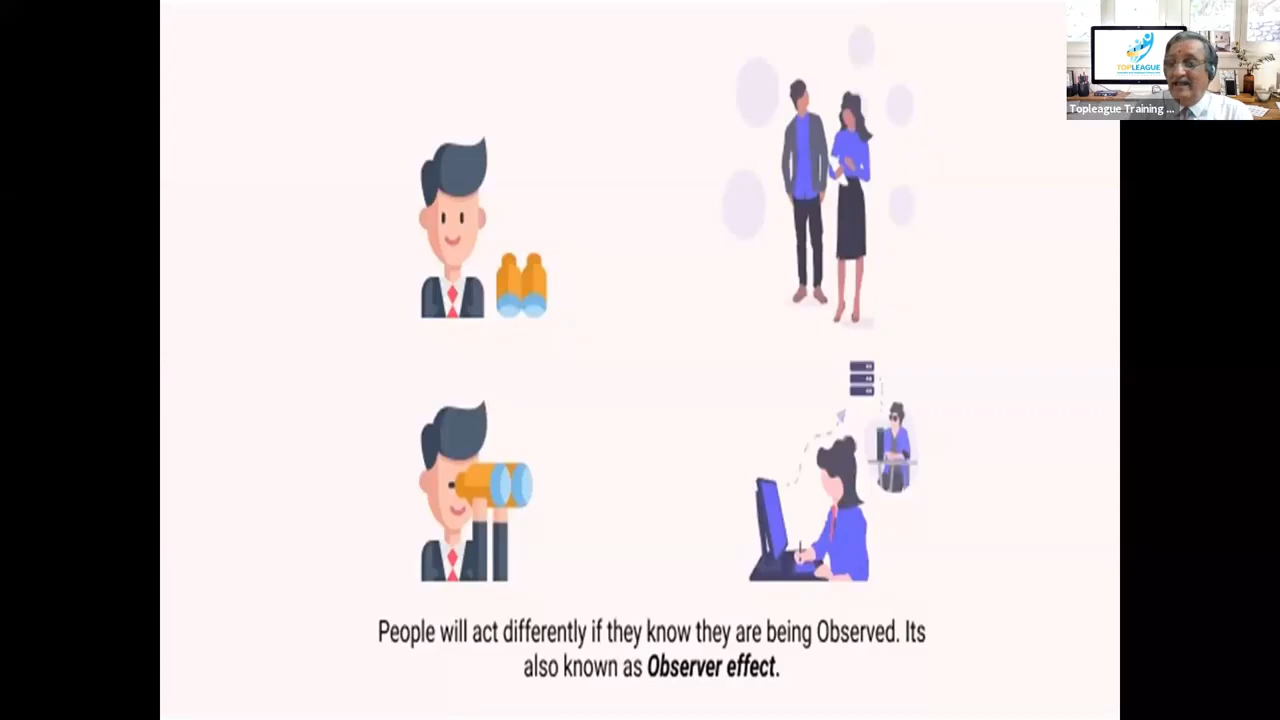 TOPLEAGUE
Topleague Training ...
People will act differently if they know they are being Observed. Its
also known as Observer effect.